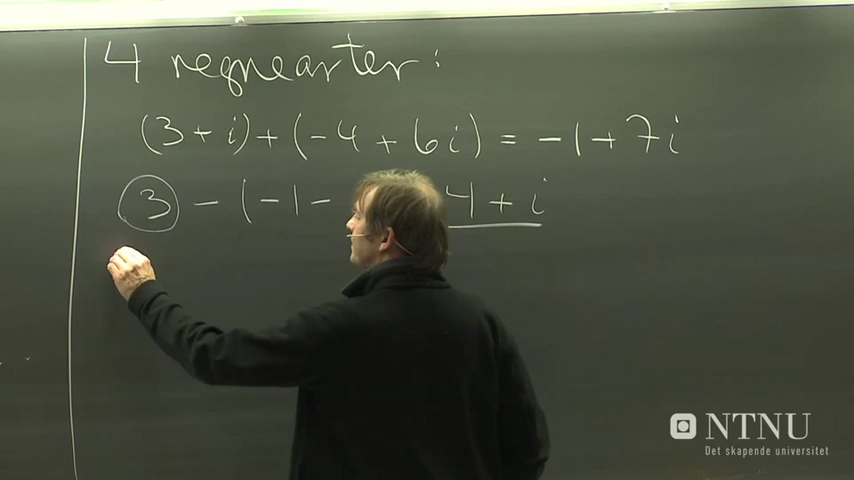 4 regnearter:
(3+i)+(-4+6i)=-1+7i
3-(-1- 4+i
NTNU
Det skapende universitet